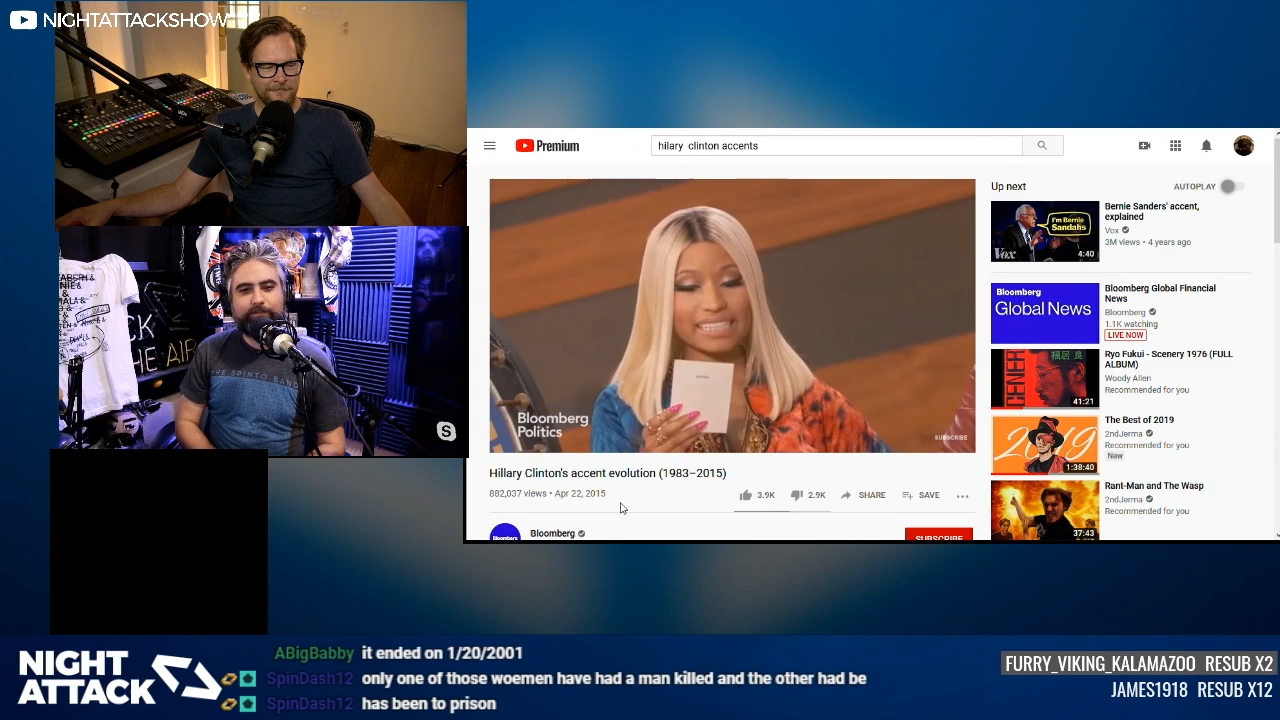 NIGHTATTACKSHOW
THE SPINTO BAND
Premium
hilary clinton accents
Bloomberg
Politics
SUBSCRIBE
Hillary Clinton's accent evolution (1983–2015)
882,037 views • Apr 22, 2015
3.9K
2.9K
SHARE
SAVE
Bloomberg
SUBSCRIBE
Up next
AUTOPLAY
I'm Bernie
Sandahs
Vox
4:40
Bernie Sanders' accent,
explained
Vox
3M views • 4 years ago
Bloomberg
Global News
Bloomberg Global Financial
News
Bloomberg
1.1K watching
LIVE NOW
41:21
Ryo Fukui - Scenery 1976 (FULL
ALBUM)
Woody Allen
Recommended for you
1:38:40
The Best of 2019
2ndJerma
Recommended for you
New
37:43
Rant-Man and The Wasp
2ndJerma
Recommended for you
NIGHT
ATTACK
ABigBabby it ended on 1/20/2001
SpinDash12 only one of those woemen have had a man killed and the other had be
SpinDash12 has been to prison
FURRY_VIKING_KALAMAZOO RESUB X2
JAMES1918 RESUB X12